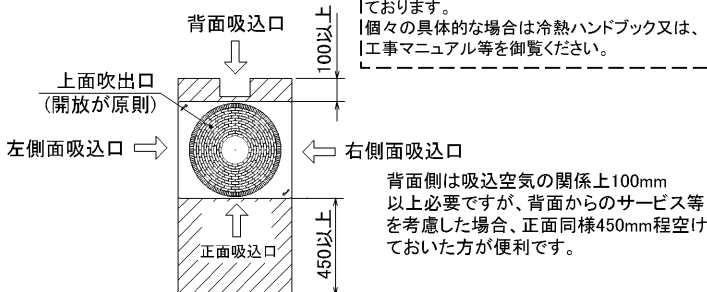 ております。
個々の具体的な場合は冷熱ハンドブック又は、
工事マニュアル等を御覧ください。
背面吸込口
100以上
上面吹出口
(開放が原則)
左側面吸込口
右側面吸込口
正面吸込口
450以上
背面側は吸込空気の関係上100mm
以上必要ですが、背面からのサービス等
を考慮した場合、正面同様450mm程空け
ておいた方が便利です。